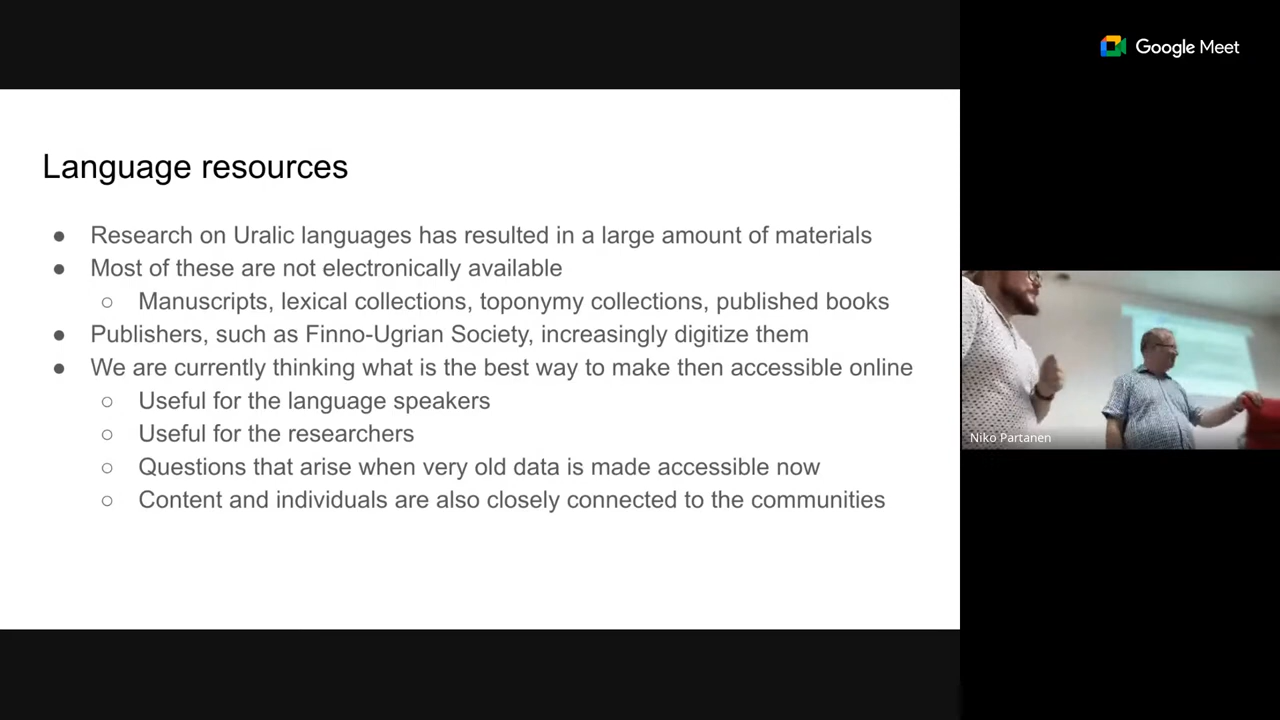 Google Meet
Language resources
● Research on Uralic languages has resulted in a large amount of materials
● Most of these are not electronically available
○ Manuscripts, lexical collections, toponymy collections, published books
● Publishers, such as Finno-Ugrian Society, increasingly digitize them
● We are currently thinking what is the best way to make then accessible online
○ Useful for the language speakers
○ Useful for the researchers
○ Questions that arise when very old data is made accessible now
○ Content and individuals are also closely connected to the communities
Niko Partanen